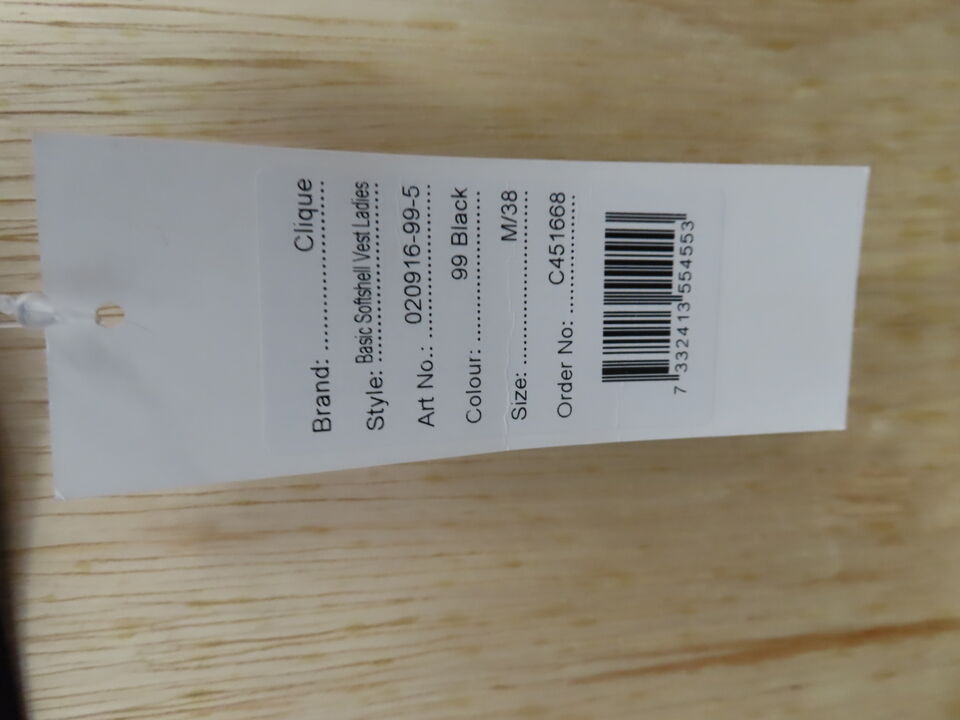 Brand: ........................ Clique
Style: Basic Softshell Vest Ladies
Art No.: 020916-99-5
Colour: ........................ 99 Black
Size: ........................ M/38
Order No: ........................ C451668
7 332413 554553